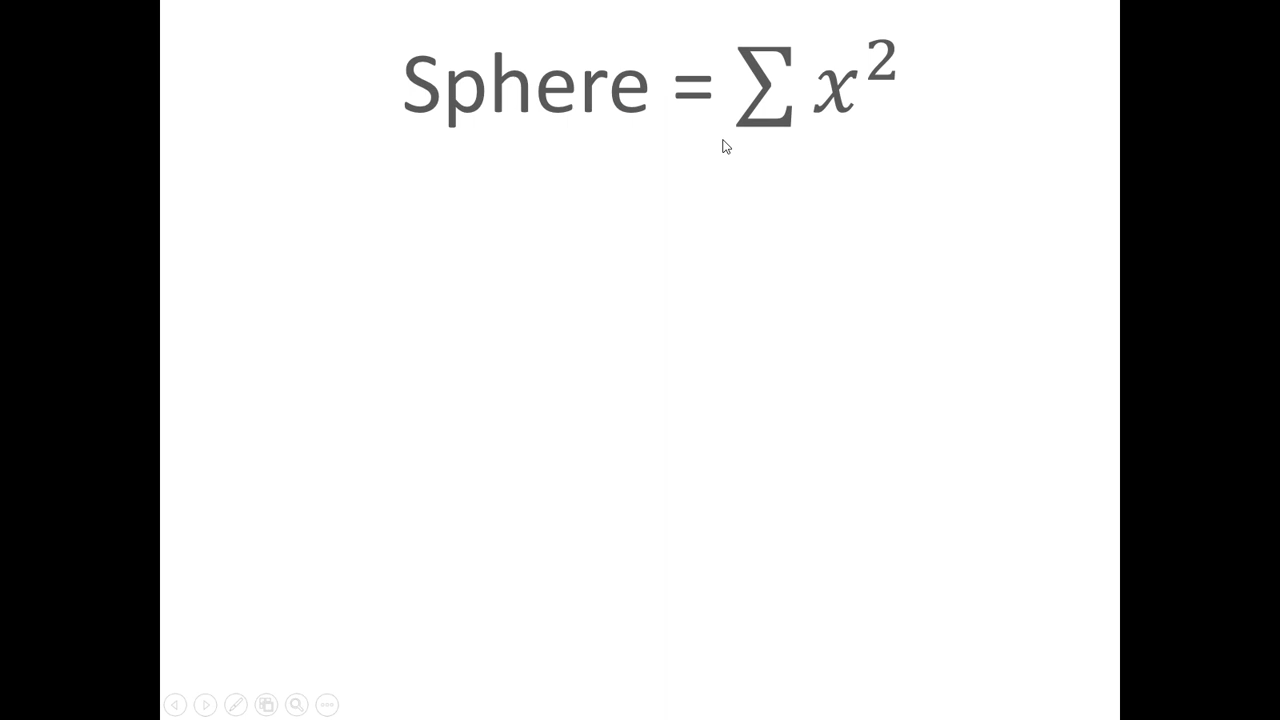 Sphere = ∑ x²